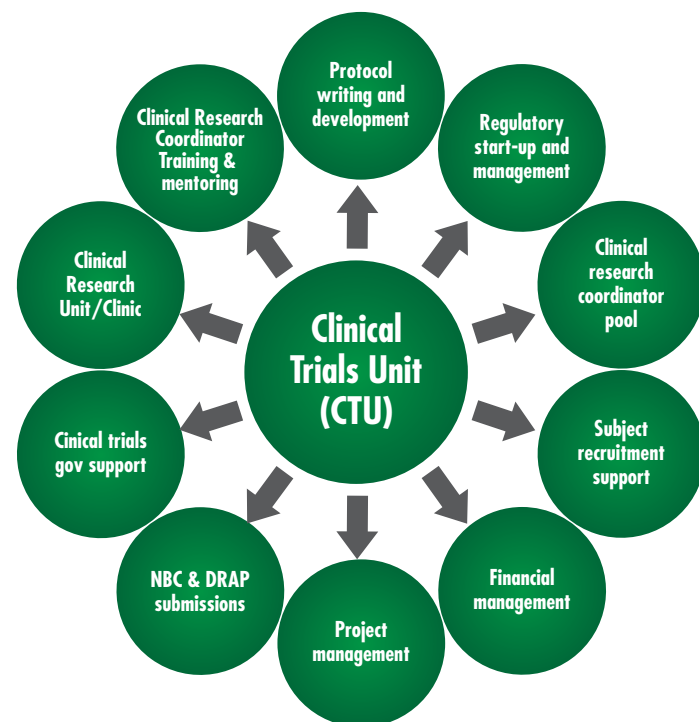 Protocol
writing and
development
Regulatory
start-up and
management
Clinical
research
coordinator
pool
Subject
recruitment
support
Financial
management
Project
management
NBC & DRAP
submissions
Cinical trials
gov support
Clinical
Research
Unit/Clinic
Clinical Research
Coordinator
Training &
mentoring
Clinical
Trials Unit
(CTU)